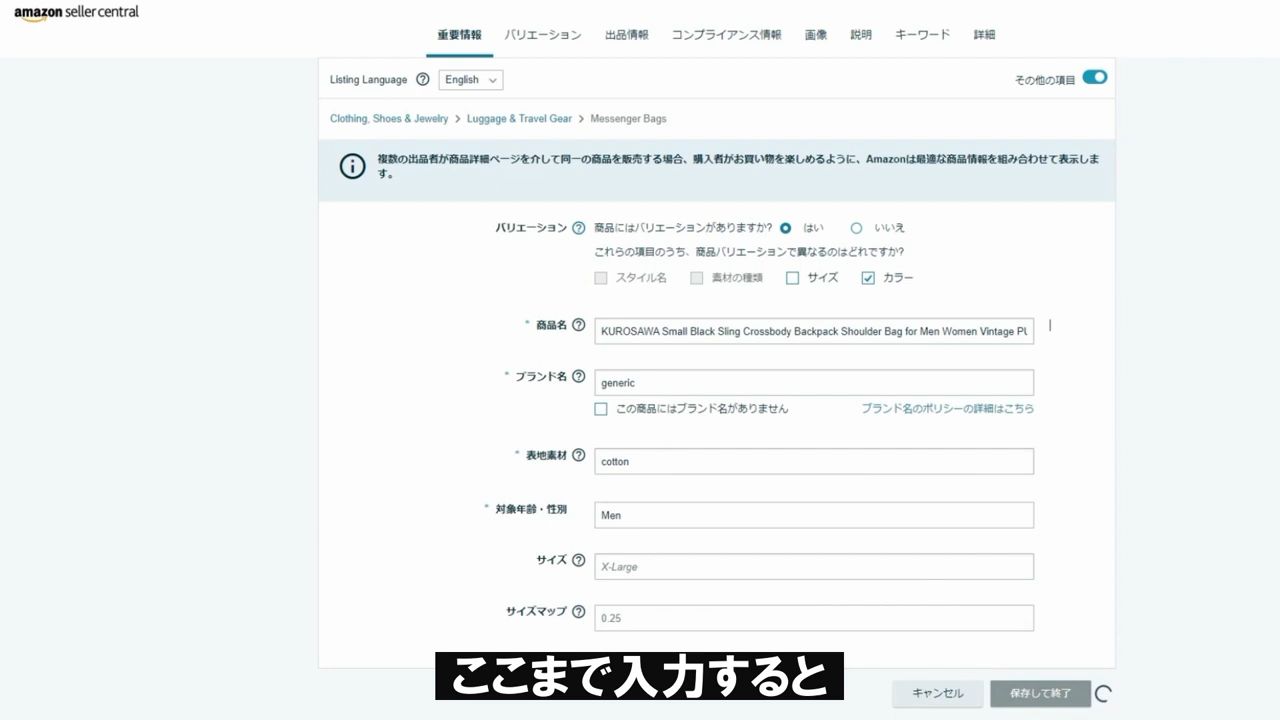 amazon seller central
重要情報 バリエーション 出品情報 コンプライアンス情報 画像 説明 キーワード 詳細
Listing Language ? English その他の項目
Clothing, Shoes & Jewelry > Luggage & Travel Gear > Messenger Bags
複数の出品者が商品詳細ページを介して同一の商品を販売する場合、購入者がお買い物を楽しめるように、Amazonは最適な商品情報を組み合わせて表示しま
す。
バリエーション ? 商品にはバリエーションがありますか? はい いいえ
これらの項目のうち、商品バリエーションで異なるのはどれですか?
スタイル名 素材の種類 サイズ カラー
* 商品名 ? KUROSAWA Small Black Sling Crossbody Backpack Shoulder Bag for Men Women Vintage PU
* ブランド名 ? generic
この商品にはブランド名がありません ブランド名のポリシーの詳細はこちら
* 表地素材 ? cotton
* 対象年齢・性別 Men
サイズ ? X-Large
サイズマップ ? 0.25
ここまで入力すると
キャンセル 保存して終了